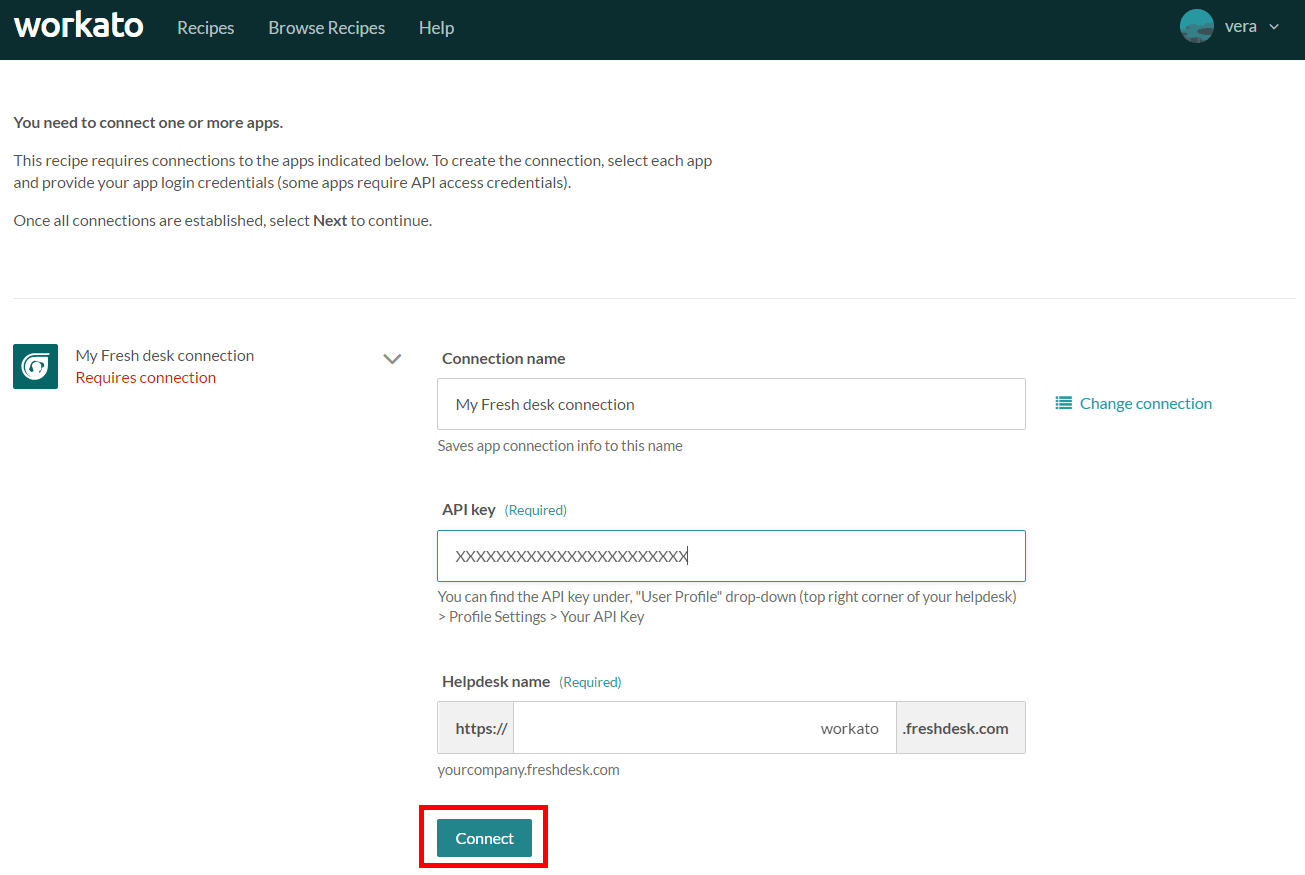 workato Recipes Browse Recipes Help vera
You need to connect one or more apps.
This recipe requires connections to the apps indicated below. To create the connection, select each app
and provide your app login credentials (some apps require API access credentials).
Once all connections are established, select Next to continue.
My Fresh desk connection
Requires connection
Connection name
My Fresh desk connection
Change connection
Saves app connection info to this name
API key (Required)
XXXXXXXXXXXXXXXXXXXXXXX
You can find the API key under, "User Profile" drop-down (top right corner of your helpdesk)
> Profile Settings > Your API Key
Helpdesk name (Required)
https:// workato .freshdesk.com
yourcompany.freshdesk.com
Connect